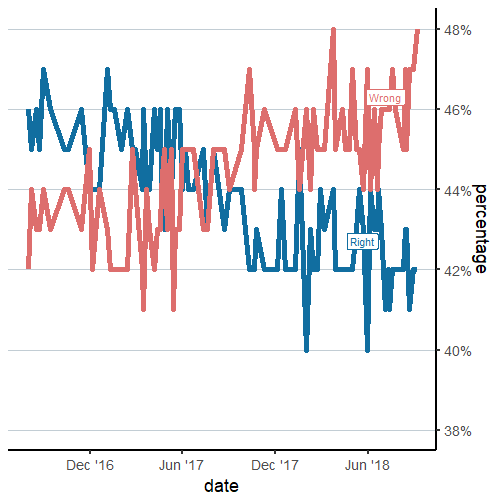 48%
Wrong
46%
44%
percentage
Right
42%
40%
38%
Dec '16
Jun '17
Dec '17
Jun '18
date